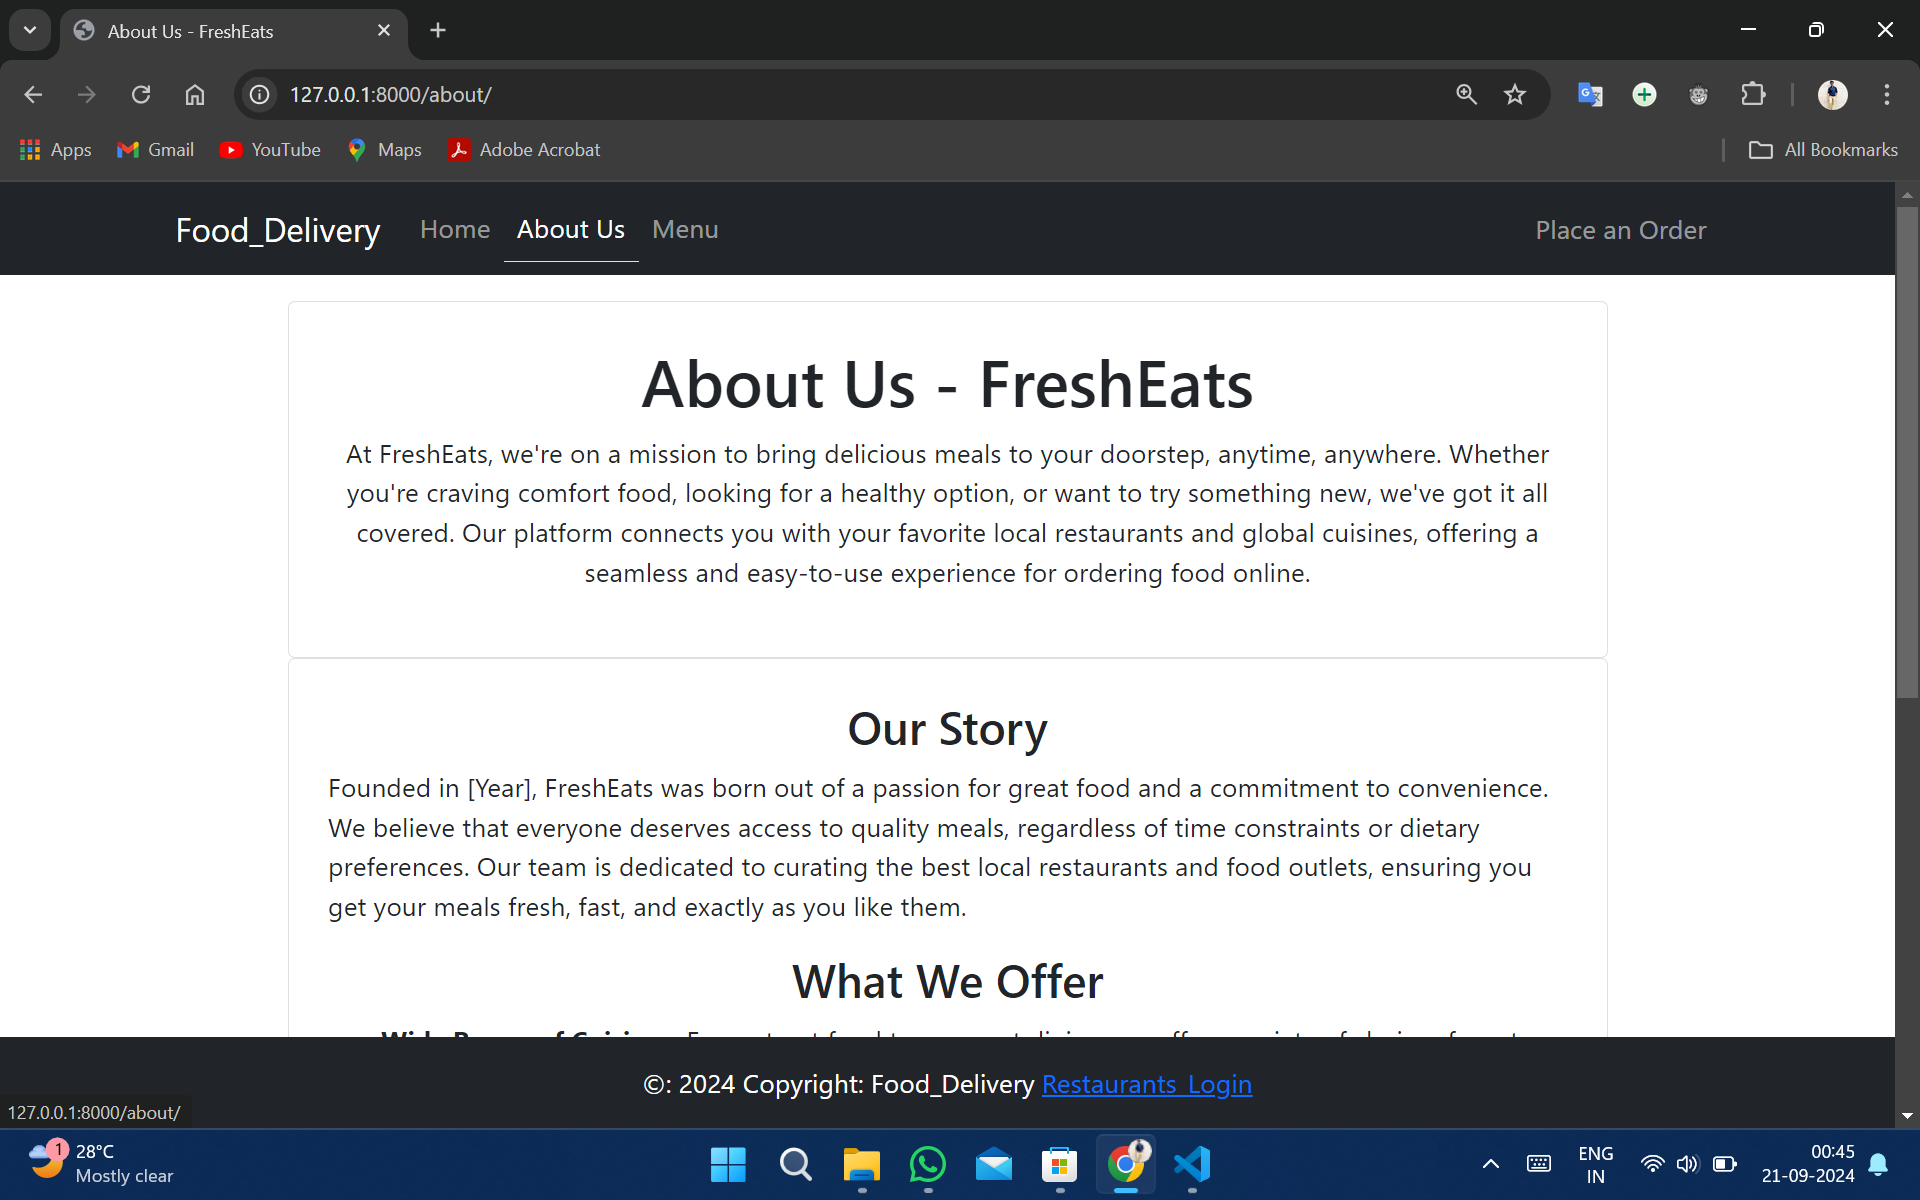 About Us - FreshEats
127.0.0.1:8000/about/
Apps Gmail YouTube Maps Adobe Acrobat All Bookmarks
Food_Delivery Home About Us Menu Place an Order
About Us - FreshEats
At FreshEats, we're on a mission to bring delicious meals to your doorstep, anytime, anywhere. Whether
you're craving comfort food, looking for a healthy option, or want to try something new, we've got it all
covered. Our platform connects you with your favorite local restaurants and global cuisines, offering a
seamless and easy-to-use experience for ordering food online.
Our Story
Founded in [Year], FreshEats was born out of a passion for great food and a commitment to convenience.
We believe that everyone deserves access to quality meals, regardless of time constraints or dietary
preferences. Our team is dedicated to curating the best local restaurants and food outlets, ensuring you
get your meals fresh, fast, and exactly as you like them.
What We Offer
©: 2024 Copyright: Food_Delivery Restaurants_Login
127.0.0.1:8000/about/
1 28°C
Mostly clear
ENG
IN
00:45
21-09-2024